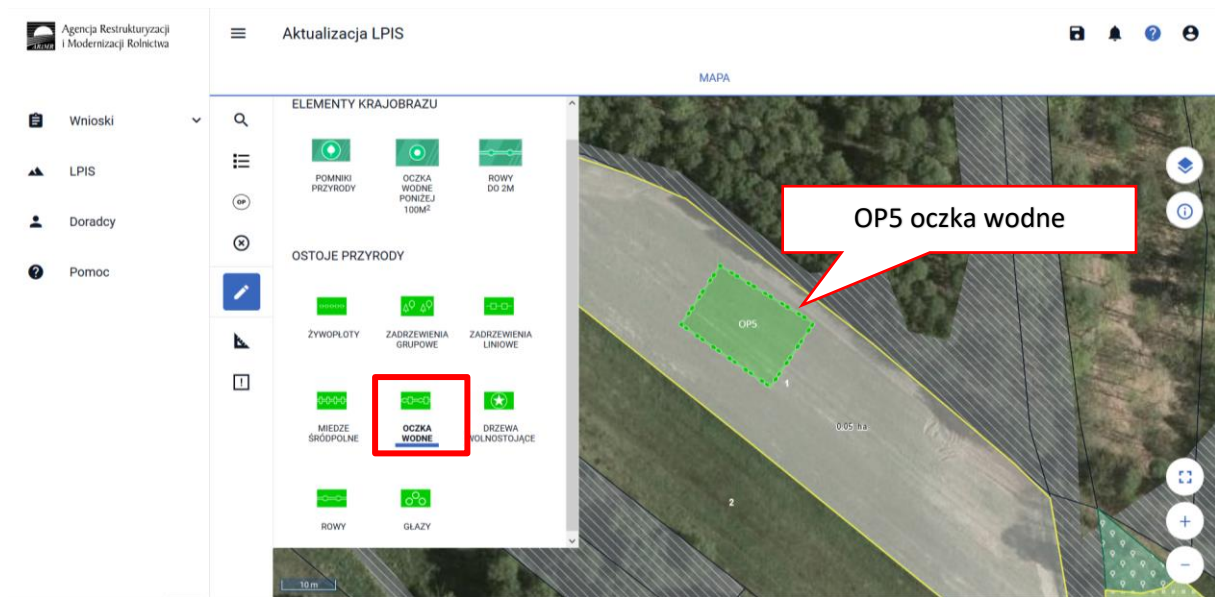 Agencja Restrukturyzacji
i Modernizacji Rolnictwa
ARiMR
Aktualizacja LPIS
MAPA
Wnioski
LPIS
Doradcy
Pomoc
OP
ELEMENTY KRAJOBRAZU
POMNIKI
PRZYRODY
OCZKA
WODNE
PONIŻEJ
100M²
ROWY
DO 2M
OSTOJE PRZYRODY
ŻYWOPŁOTY
ZADRZEWIENIA
GRUPOWE
ZADRZEWIENIA
LINIOWE
MIEDZE
ŚRÓDPOLNE
OCZKA
WODNE
DRZEWA
WOLNOSTOJĄCE
ROWY
GŁAZY
OP5 oczka wodne
OP5
1
0.05 ha
2
10 m